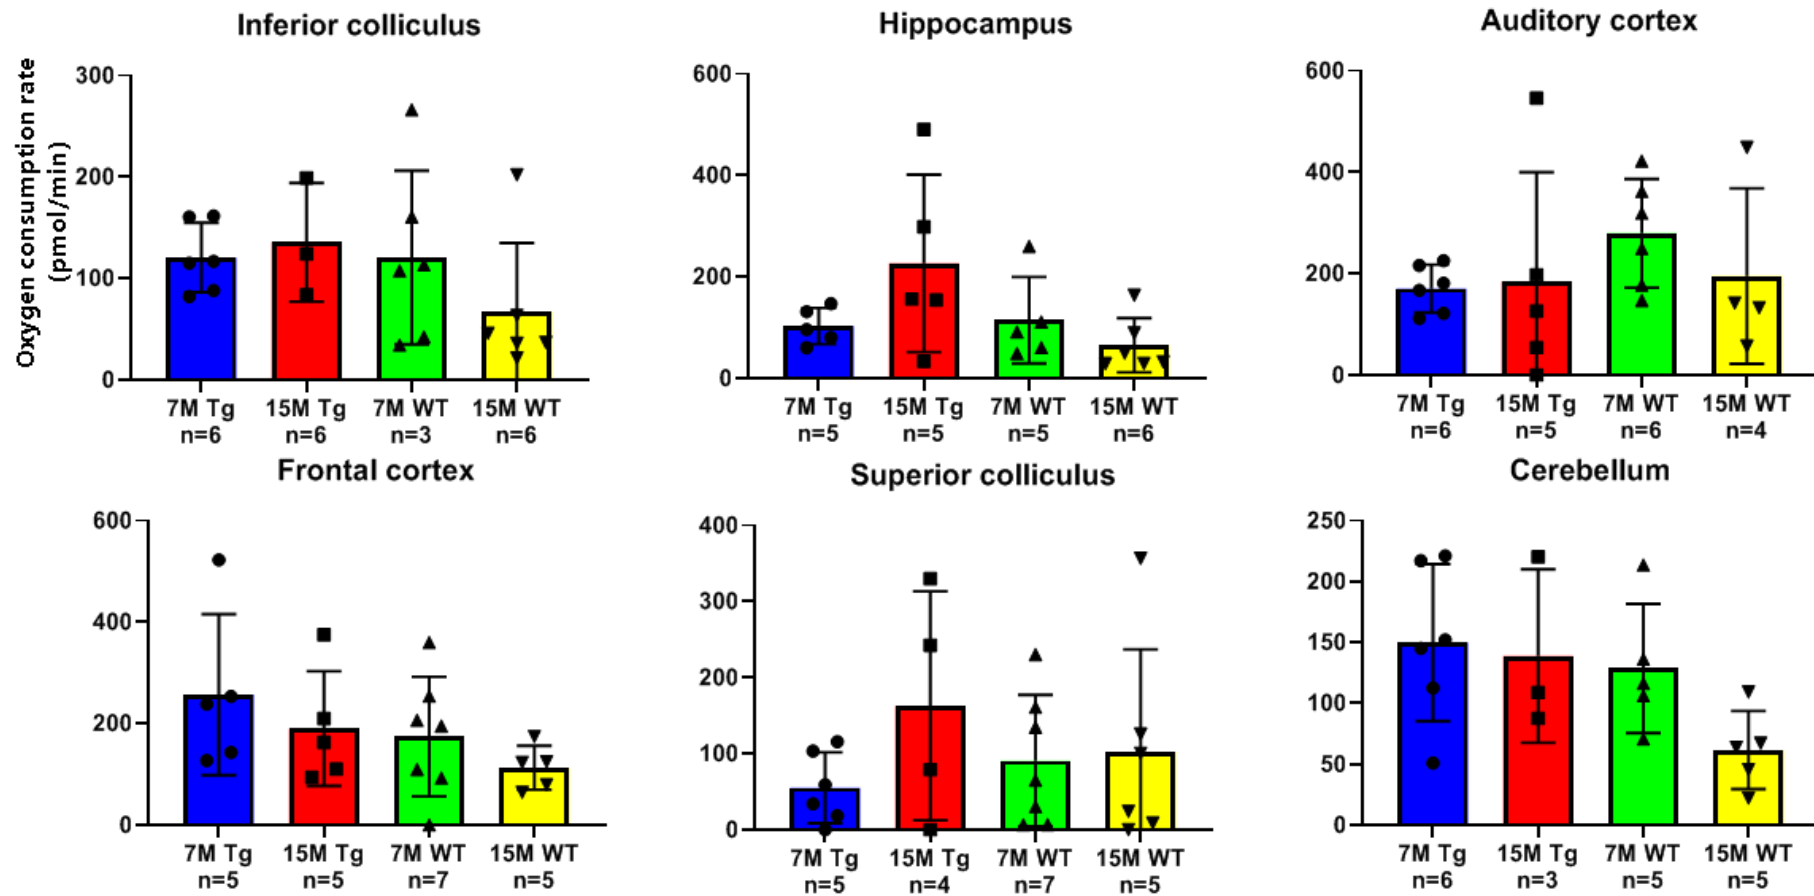 Inferior colliculus
Oxygen consumption rate
(pmol/min)
300
200
100
0
7M Tg 15M Tg 7M WT 15M WT
n=6 n=6 n=3 n=6
Hippocampus
600
400
200
0
7M Tg 15M Tg 7M WT 15M WT
n=5 n=5 n=5 n=6
Auditory cortex
600
400
200
0
7M Tg 15M Tg 7M WT 15M WT
n=6 n=5 n=6 n=4
Frontal cortex
600
400
200
0
7M Tg 15M Tg 7M WT 15M WT
n=5 n=5 n=7 n=5
Superior colliculus
400
300
200
100
0
7M Tg 15M Tg 7M WT 15M WT
n=5 n=4 n=7 n=5
Cerebellum
250
200
150
100
50
0
7M Tg 15M Tg 7M WT 15M WT
n=6 n=3 n=5 n=5